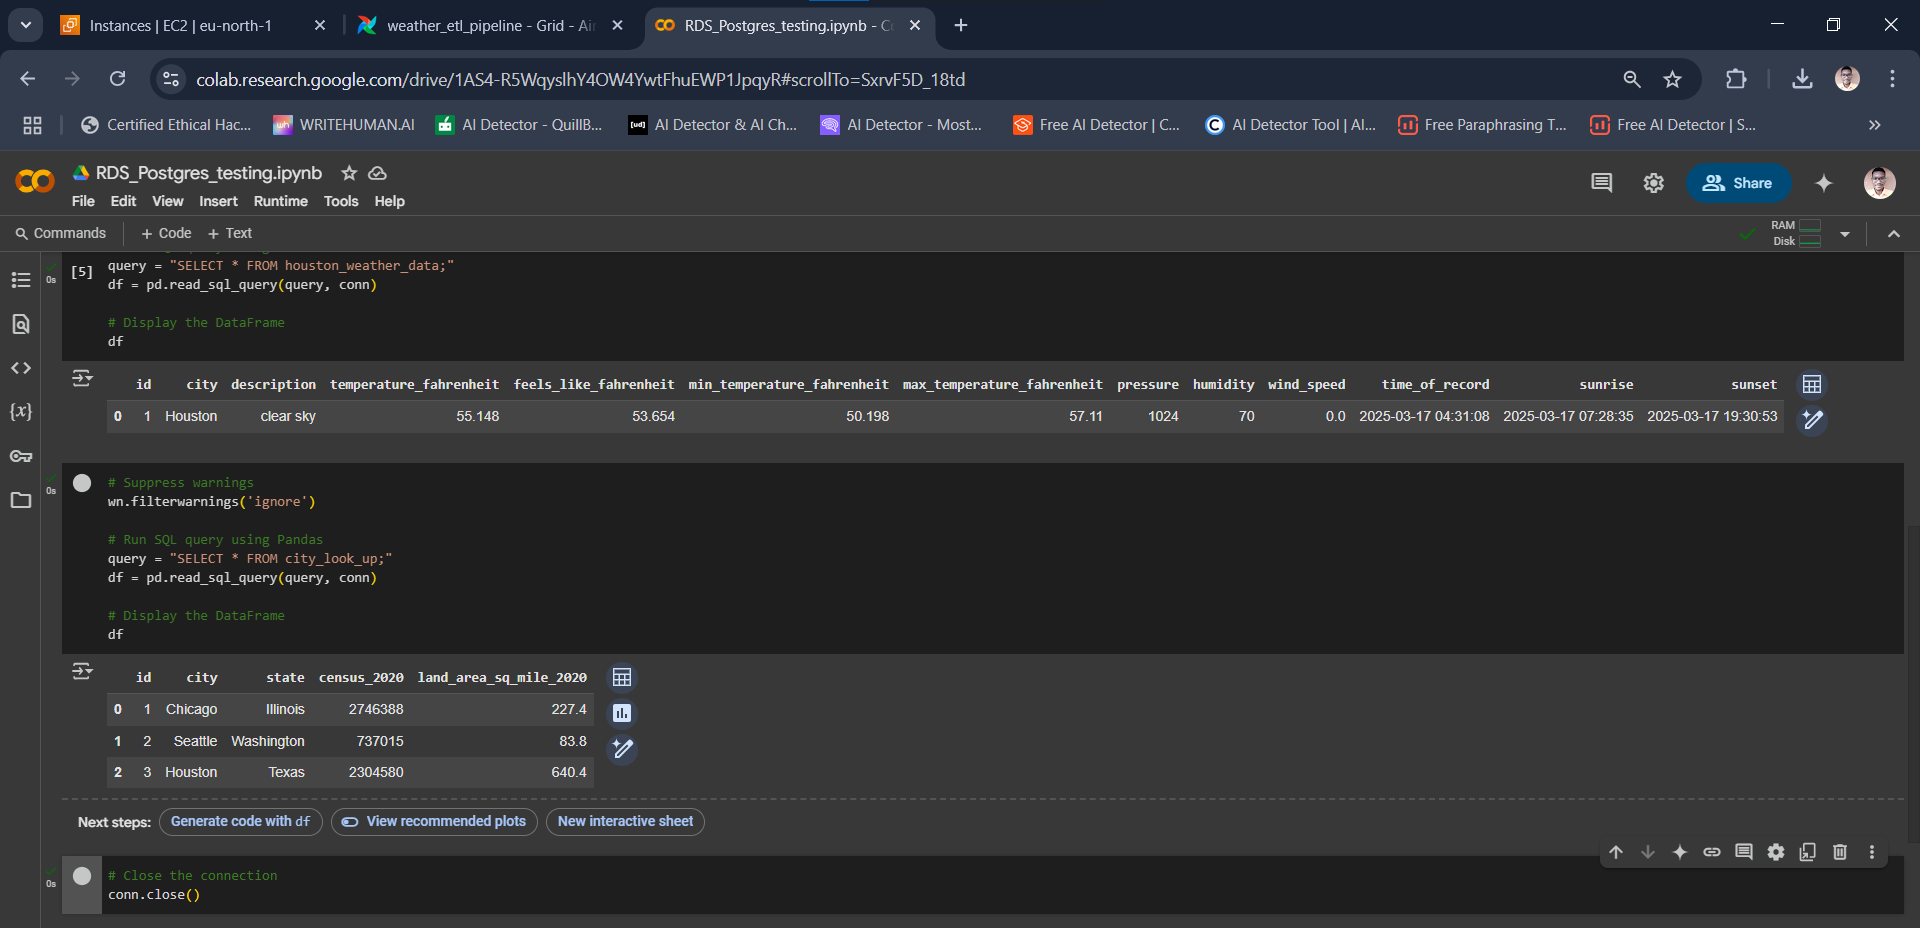 Instances | EC2 | eu-north-1
weather_etl_pipeline - Grid - Ai
RDS_Postgres_testing.ipynb - C
colab.research.google.com/drive/1AS4-R5WqyslhY4OW4YwtFhuEWP1JpqyR#scrollTo=SxrvF5D_18td
Certified Ethical Hac...
wh WRITEHUMAN.AI
AI Detector - QuillB...
[ud] AI Detector & AI Ch...
AI Detector - Most...
Free AI Detector | C...
AI Detector Tool | AI...
Free Paraphrasing T...
Free AI Detector | S...
RDS_Postgres_testing.ipynb
Share
File Edit View Insert Runtime Tools Help
Commands + Code + Text
RAM
Disk
[5]
0s
query = "SELECT * FROM houston_weather_data;"
df = pd.read_sql_query(query, conn)
# Display the DataFrame
df
id city description temperature_fahrenheit feels_like_fahrenheit min_temperature_fahrenheit max_temperature_fahrenheit pressure humidity wind_speed time_of_record sunrise sunset
0 1 Houston clear sky 55.148 53.654 50.198 57.11 1024 70 0.0 2025-03-17 04:31:08 2025-03-17 07:28:35 2025-03-17 19:30:53
0s
# Suppress warnings
wn.filterwarnings('ignore')
# Run SQL query using Pandas
query = "SELECT * FROM city_look_up;"
df = pd.read_sql_query(query, conn)
# Display the DataFrame
df
id city state census_2020 land_area_sq_mile_2020
0 1 Chicago Illinois 2746388 227.4
1 2 Seattle Washington 737015 83.8
2 3 Houston Texas 2304580 640.4
Next steps: Generate code with df View recommended plots New interactive sheet
0s
# Close the connection
conn.close()